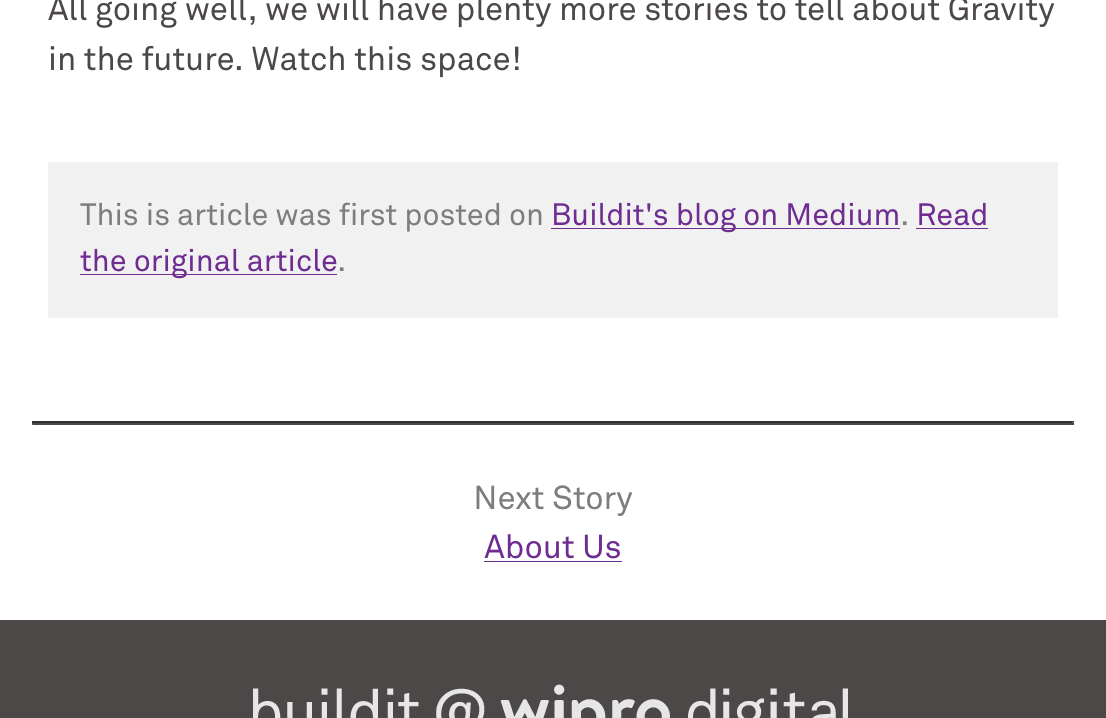 All going well, we will have plenty more stories to tell about Gravity
in the future. Watch this space!
This is article was first posted on Buildit's blog on Medium. Read
the original article.
Next Story
About Us
buildit @ wipro digital